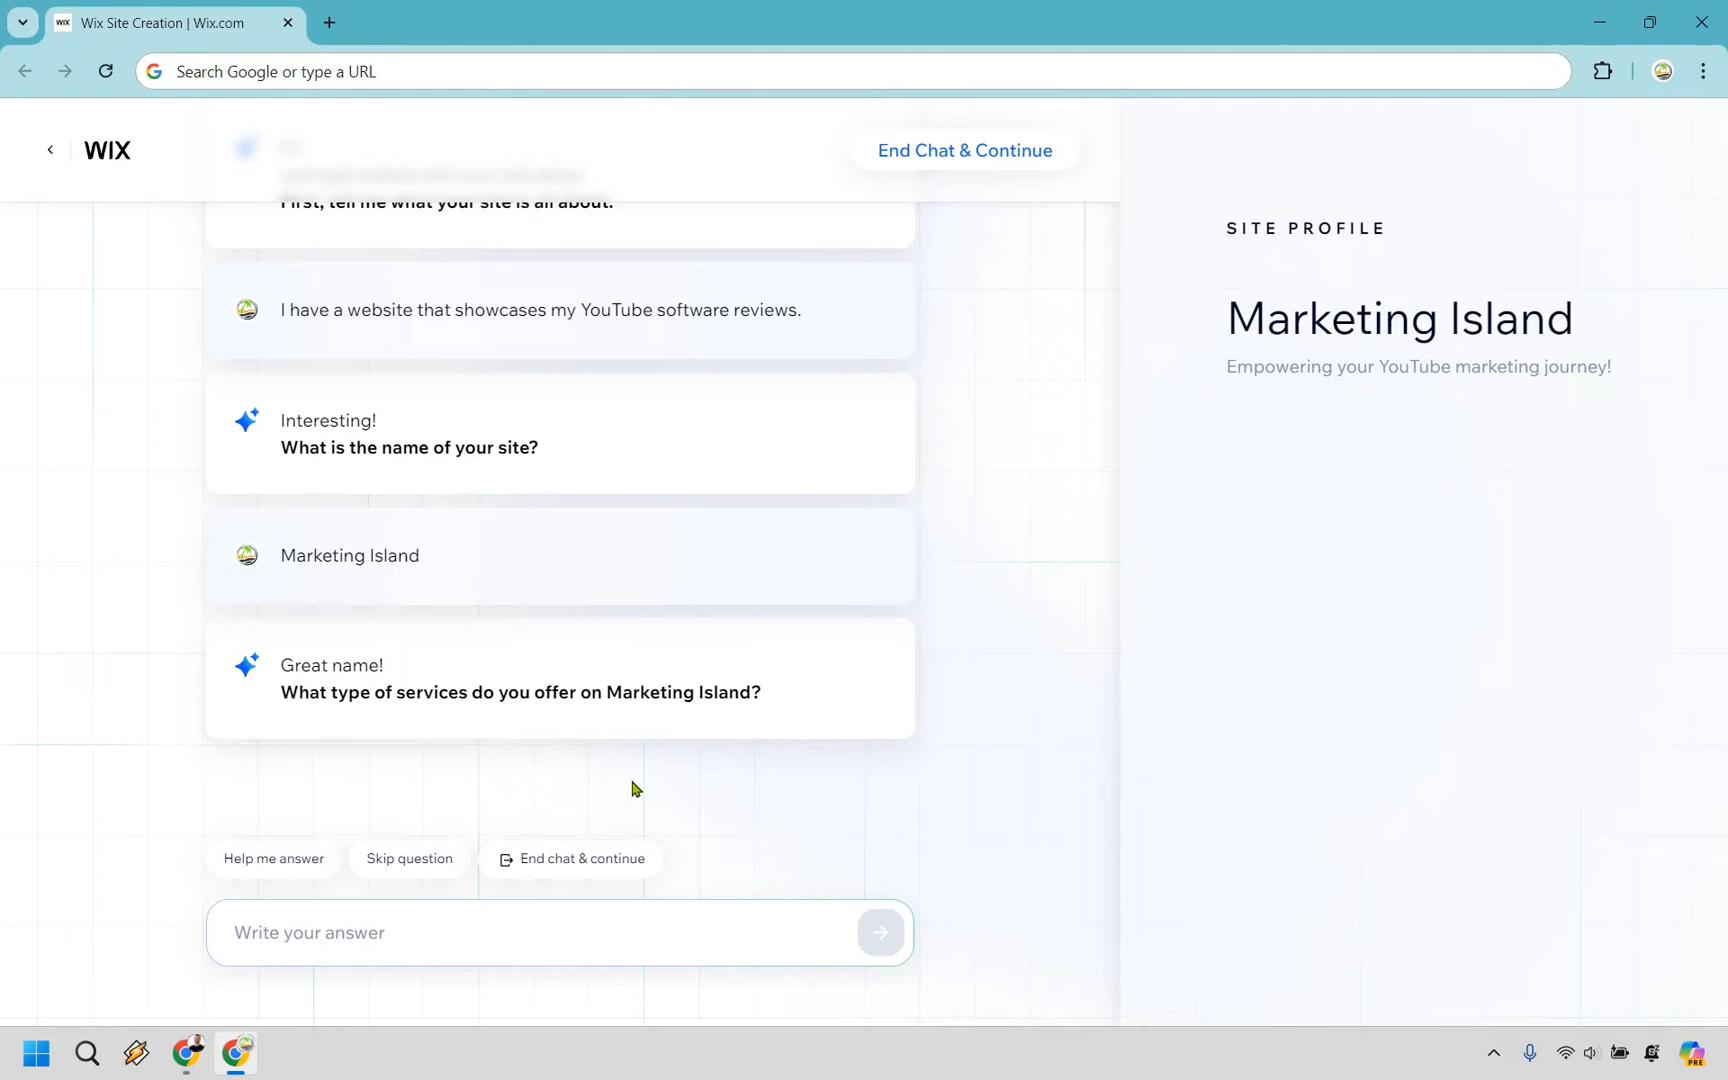 WIX
Wix Site Creation | Wix.com
Search Google or type a URL
WIX
End Chat & Continue
First, tell me what your site is all about.
I have a website that showcases my YouTube software reviews.
Interesting!
What is the name of your site?
Marketing Island
Great name!
What type of services do you offer on Marketing Island?
Help me answer
Skip question
End chat & continue
Write your answer
SITE PROFILE
Marketing Island
Empowering your YouTube marketing journey!
PRE